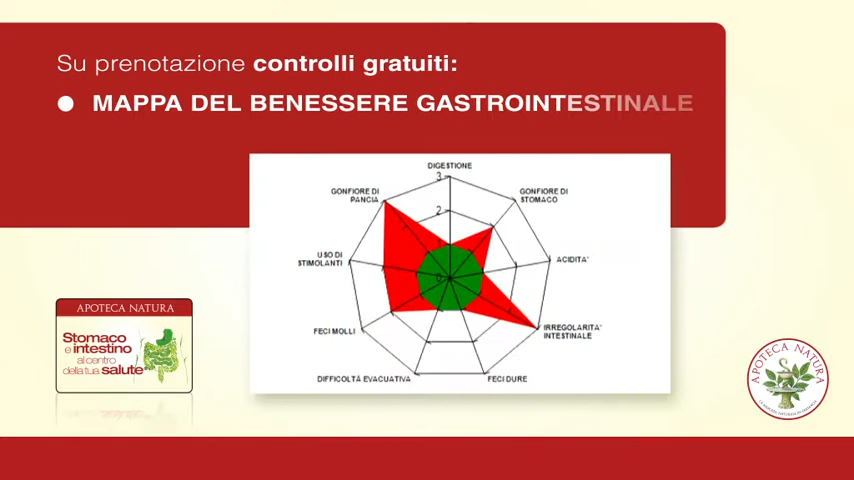 Su prenotazione controlli gratuiti:
● MAPPA DEL BENESSERE GASTROINTESTINALE
DIGESTIONE
GONFIORE DI
STOMACO
ACIDITA'
IRREGOLARITA'
INTESTINALE
FECI DURE
DIFFICOLTÀ EVACUATIVA
FECI MOLLI
USO DI
STIMOLANTI
GONFIORE DI
PANCIA
3
2
1
0
APOTECA NATURA
Stomaco
e intestino
al centro
della tua salute
APOTECA NATURA